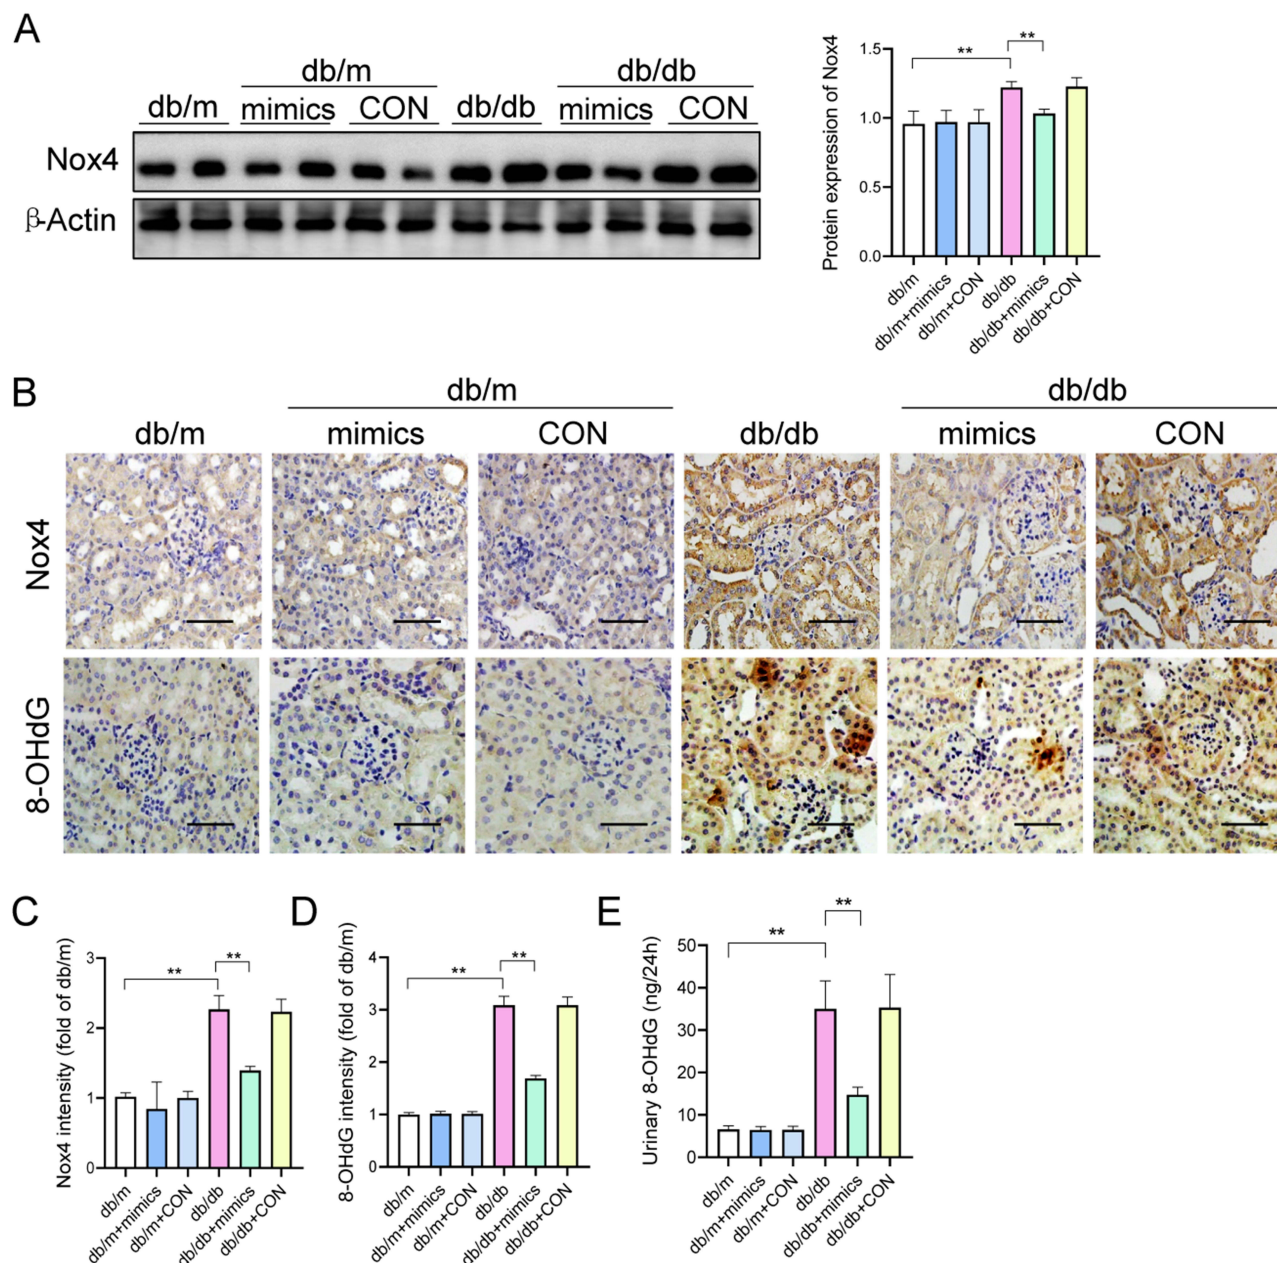 A
db/m
db/db
db/m mimics CON db/db mimics CON
Nox4
β-Actin
Protein expression of Nox4
1.5
1.0
0.5
0.0
**
**
db/m
db/m+mimics
db/m+CON
db/db
db/db+mimics
db/db+CON
B
db/m
db/db
db/m mimics CON db/db mimics CON
Nox4
8-OHdG
C
Nox4 intensity (fold of db/m)
3
2
1
0
**
**
db/m
db/m+mimics
db/m+CON
db/db
db/db+mimics
db/db+CON
D
8-OHdG intensity (fold of db/m)
4
3
2
1
0
**
**
db/m
db/m+mimics
db/m+CON
db/db
db/db+mimics
db/db+CON
E
Urinary 8-OHdG (ng/24h)
50
40
30
20
10
0
**
**
db/m
db/m+mimics
db/m+CON
db/db
db/db+mimics
db/db+CON